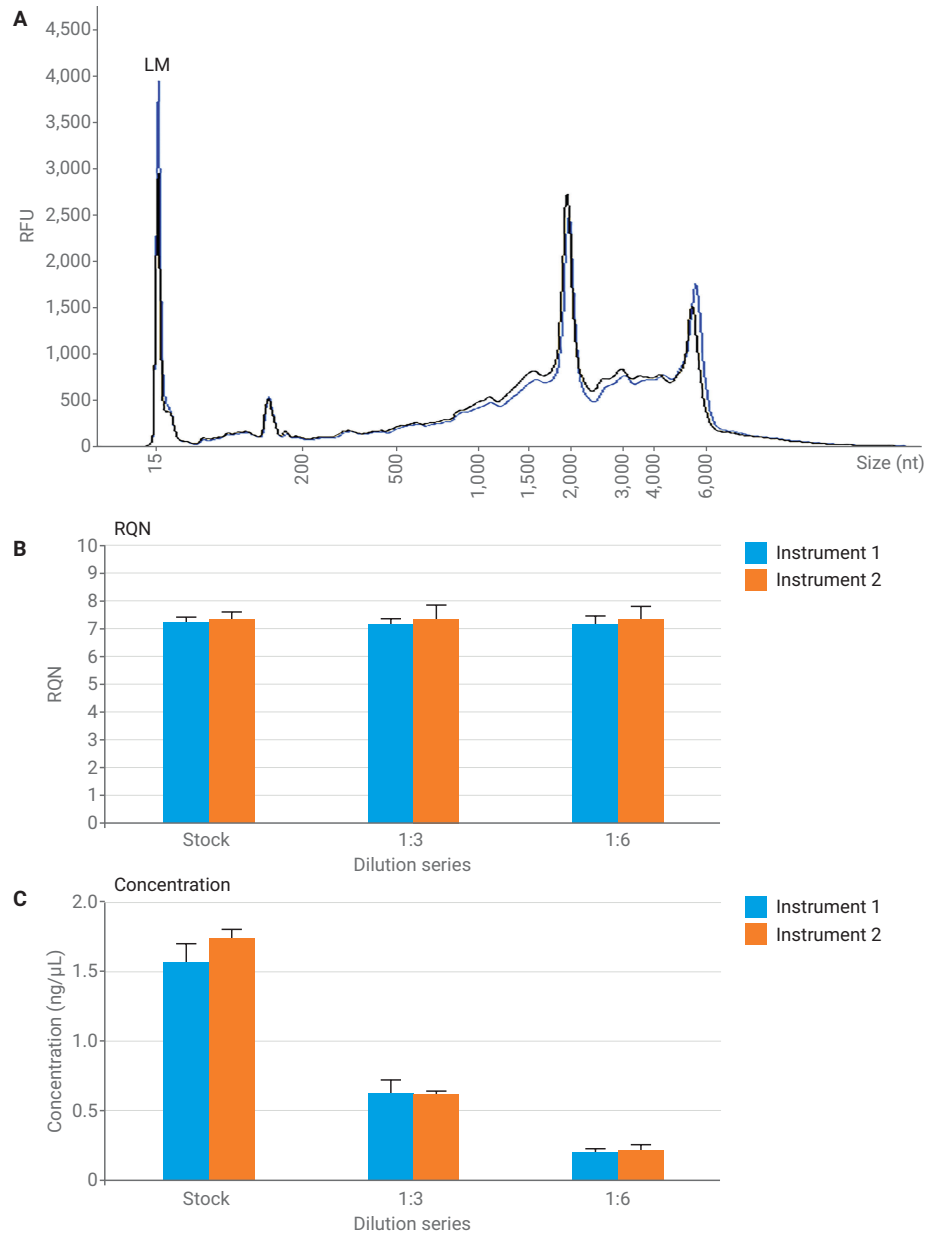 A
4,500
LM
4,000
3,500
3,000
2,500
2,000
1,500
1,000
500
0
RFU
15
200
500
1,000
1,500
2,000
3,000
4,000
6,000
Size (nt)
B
RQN
10
9
8
7
6
5
4
3
2
1
0
RQN
Stock
1:3
1:6
Dilution series
Instrument 1
Instrument 2
C
Concentration
2.0
1.5
1.0
0.5
0
Concentration (ng/µL)
Stock
1:3
1:6
Dilution series
Instrument 1
Instrument 2